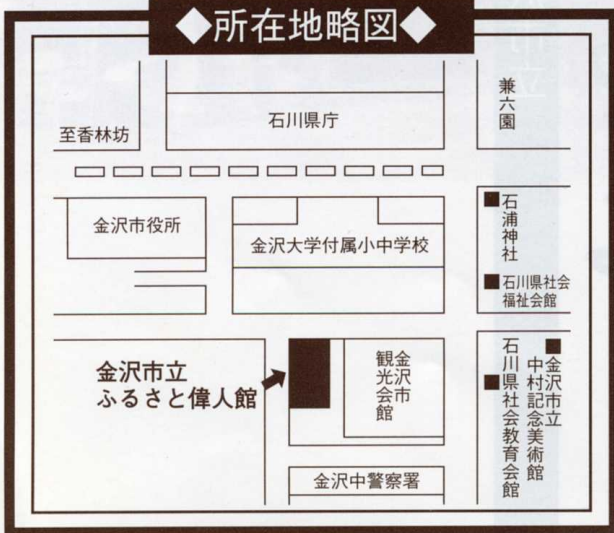 ◆所在地略図◆
兼六園
石川県庁
至香林坊
金沢市役所
金沢大学付属小中学校
石浦神社
石川県社会
福祉会館
金沢市立
ふるさと偉人館
金沢市
観光会館
金沢市立
中村記念美術館
石川県社会教育会館
金沢中警察署